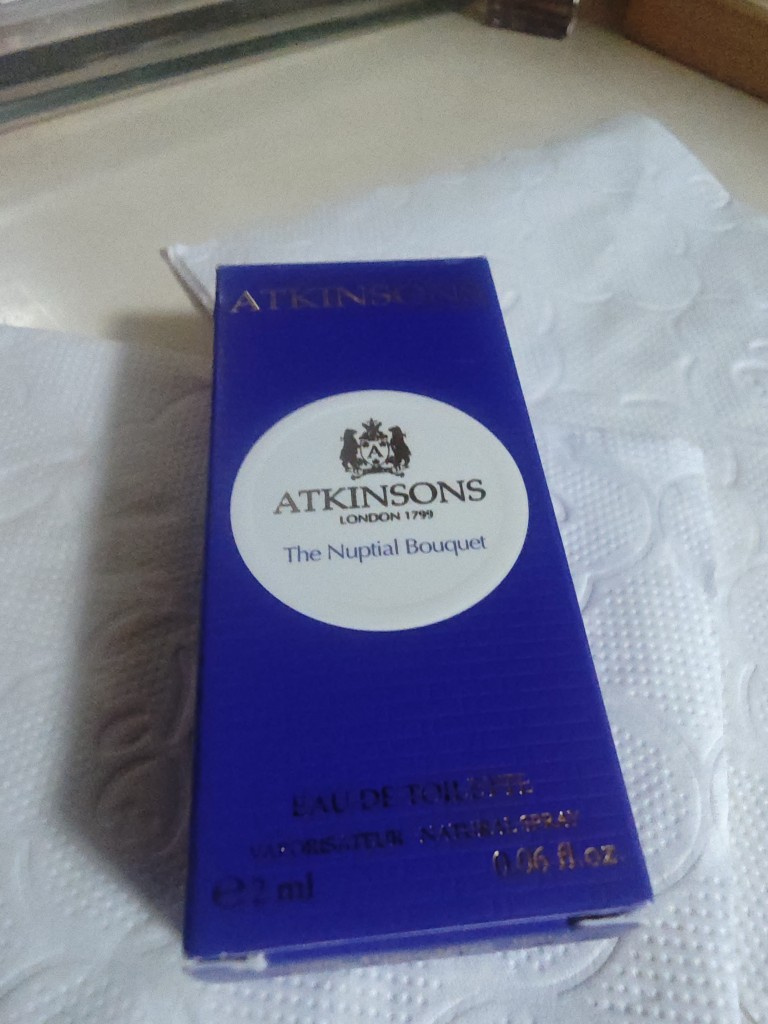 ATKINSONS
A
ATKINSONS
LONDON 1799
The Nuptial Bouquet
EAU DE TOILETTE
VAPORISATEUR NATURAL SPRAY
℮ 2 ml 0.06 fl.oz.